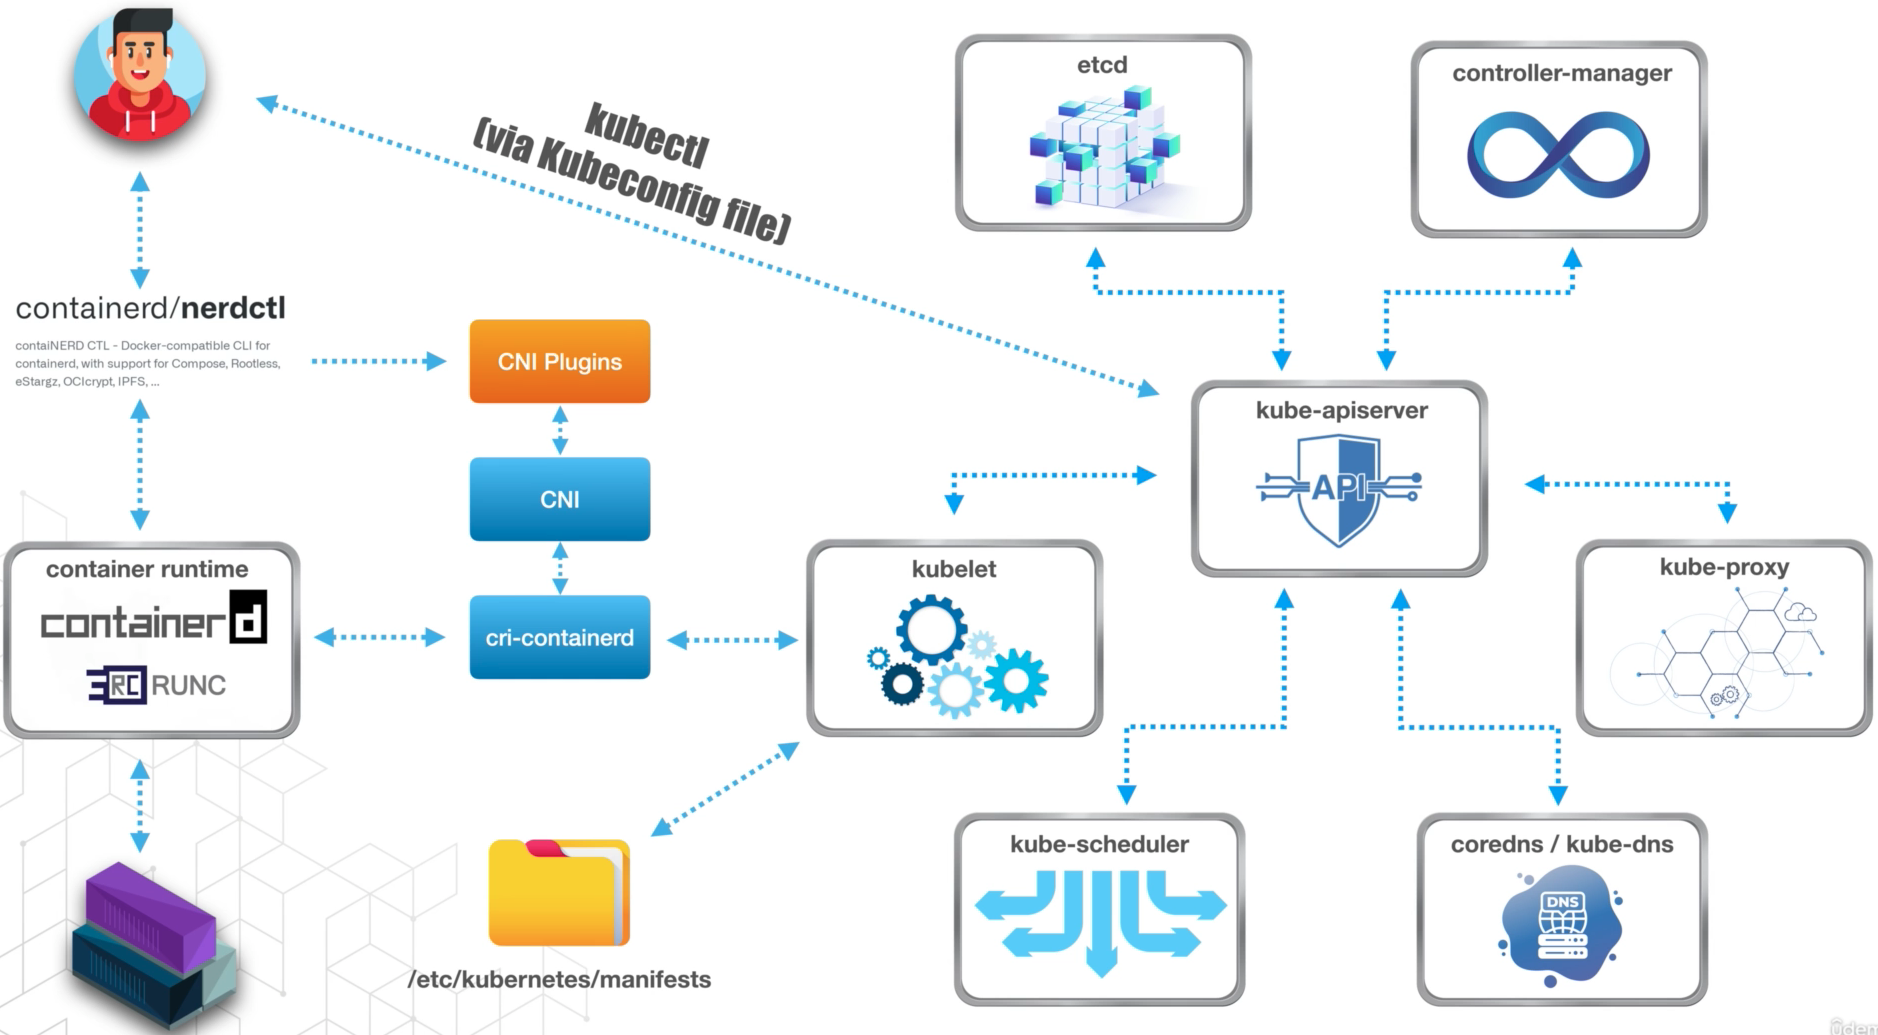 etcd
controller-manager
kubectl
(via Kubeconfig file)
containerd/nerdctl
contaiNERD CTL - Docker-compatible CLI for
containerd, with support for Compose, Rootless,
eStargz, OCIcrypt, IPFS, ...
CNI Plugins
CNI
cri-containerd
kube-apiserver
API
container runtime
containerd
RC RUNC
kubelet
kube-proxy
/etc/kubernetes/manifests
kube-scheduler
coredns / kube-dns
DNS